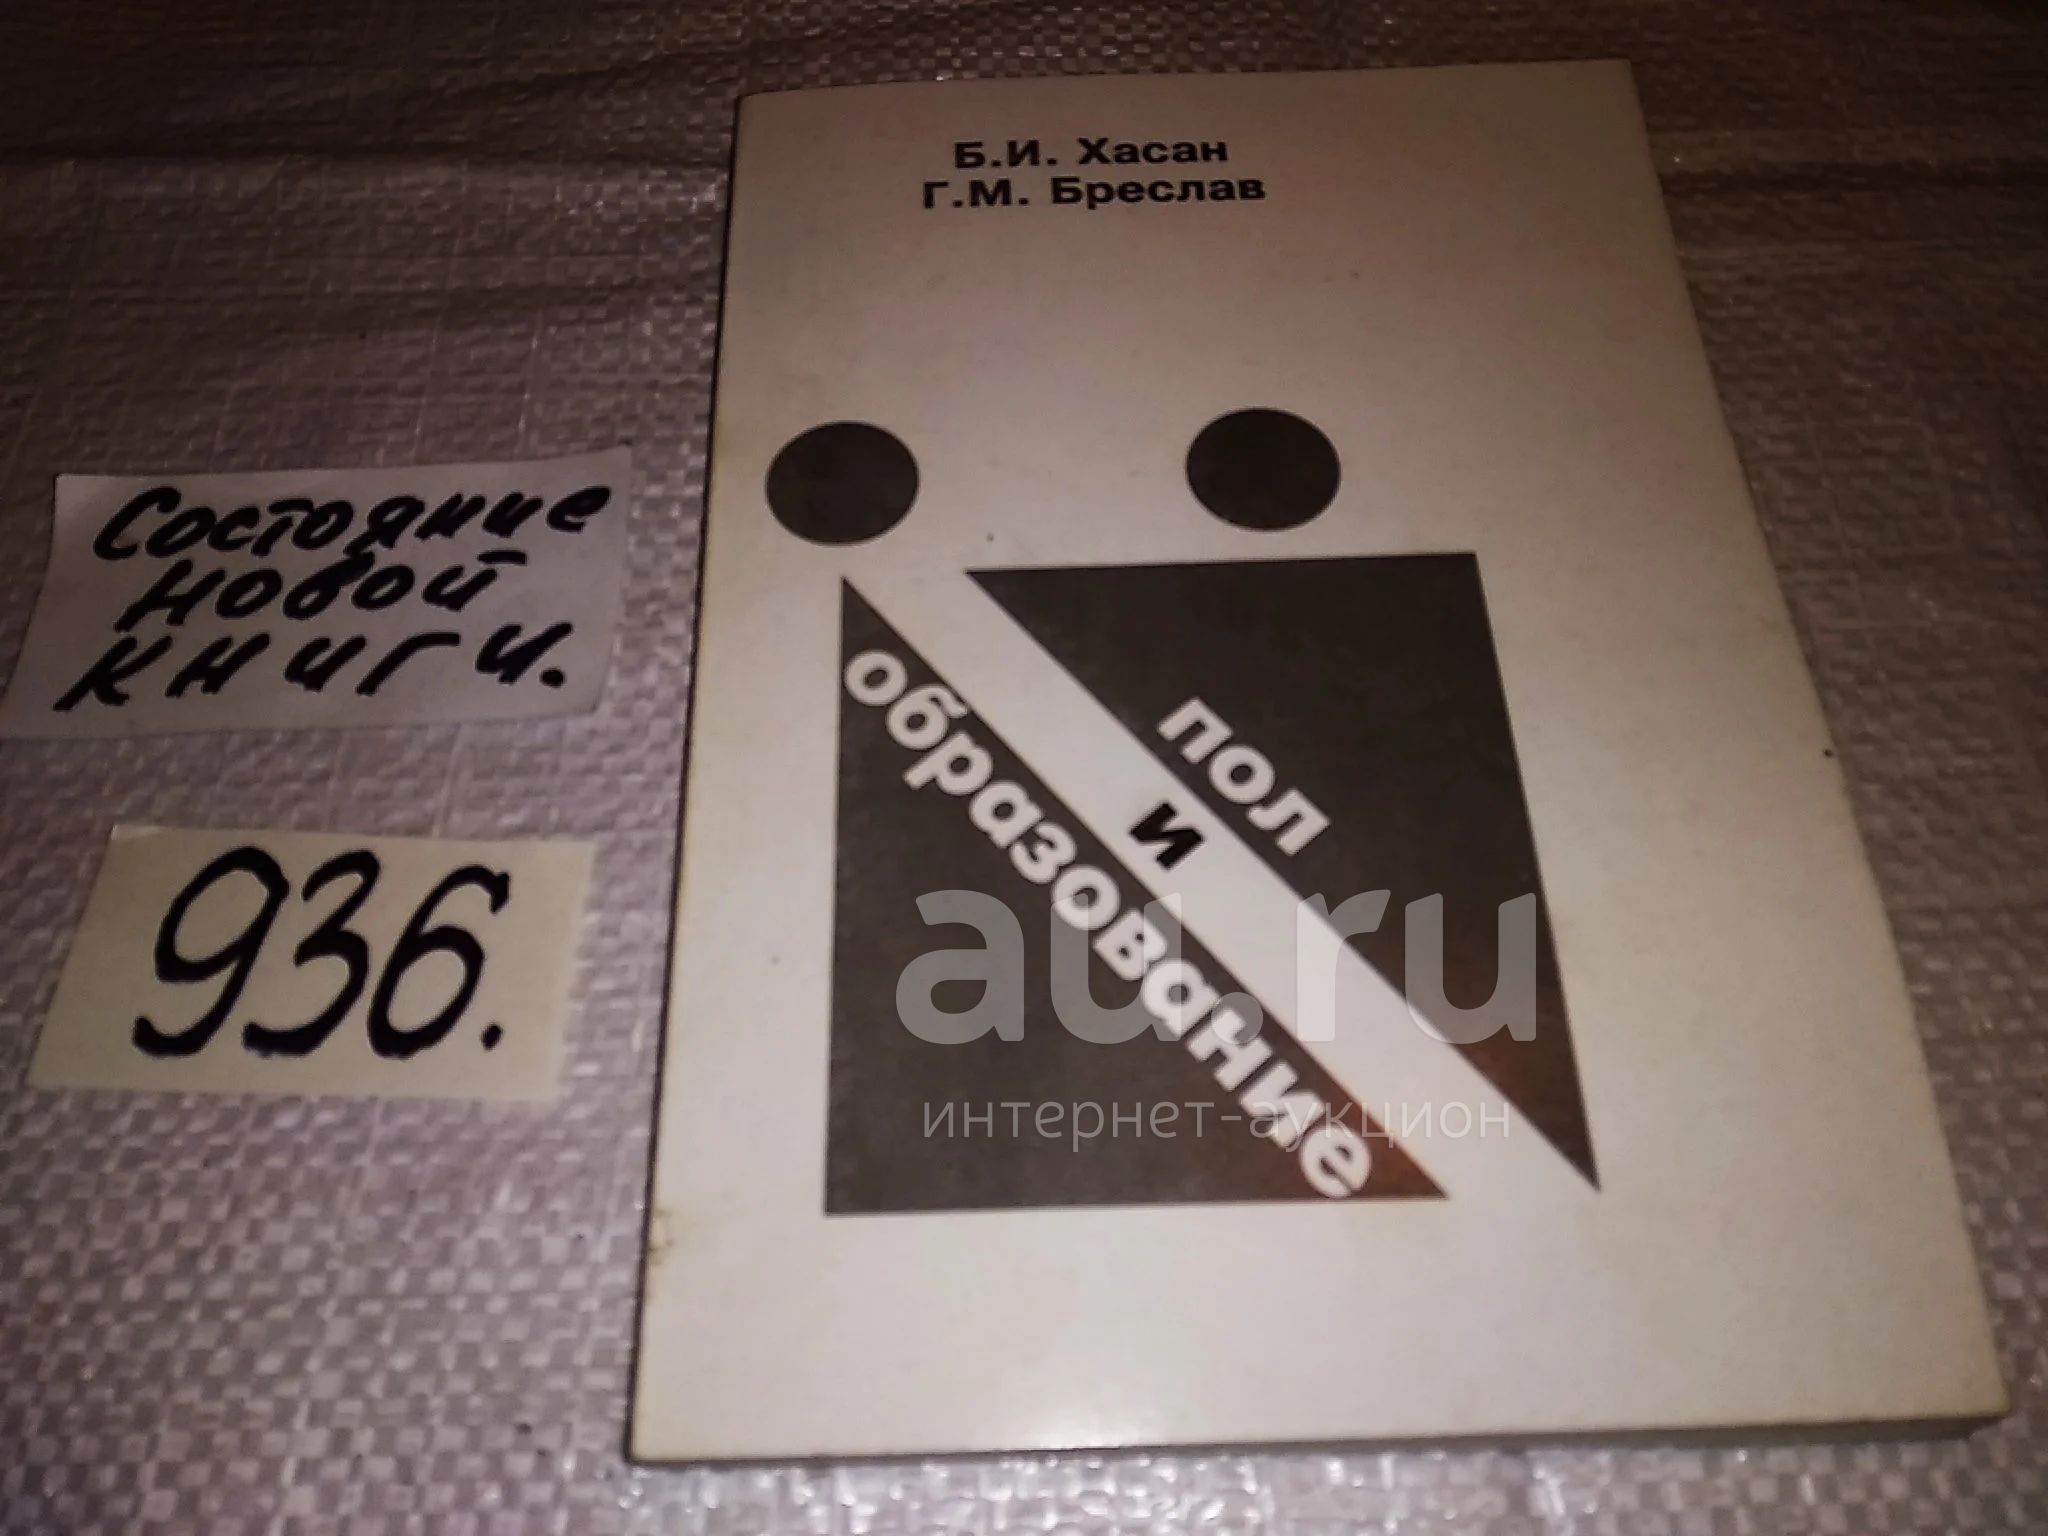 Б.И. Хасан
Г.М. Бреслав
Состояние
новой
книги.
936.
пол
и
образование
au.ru
интернет-аукцион